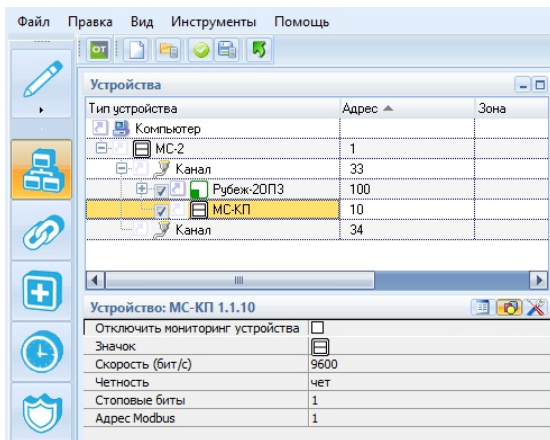 Файл Правка Вид Инструменты Помощь
ОТ
Устройства
Тип устройства Адрес Зона
Компьютер
МС-2 1
Канал 33
Рубеж-2ОП3 100
МС-КП 10
Канал 34
Устройство: МС-КП 1.1.10
Отключить мониторинг устройства
Значок
Скорость (бит/с) 9600
Четность чет
Стоповые биты 1
Адрес Modbus 1